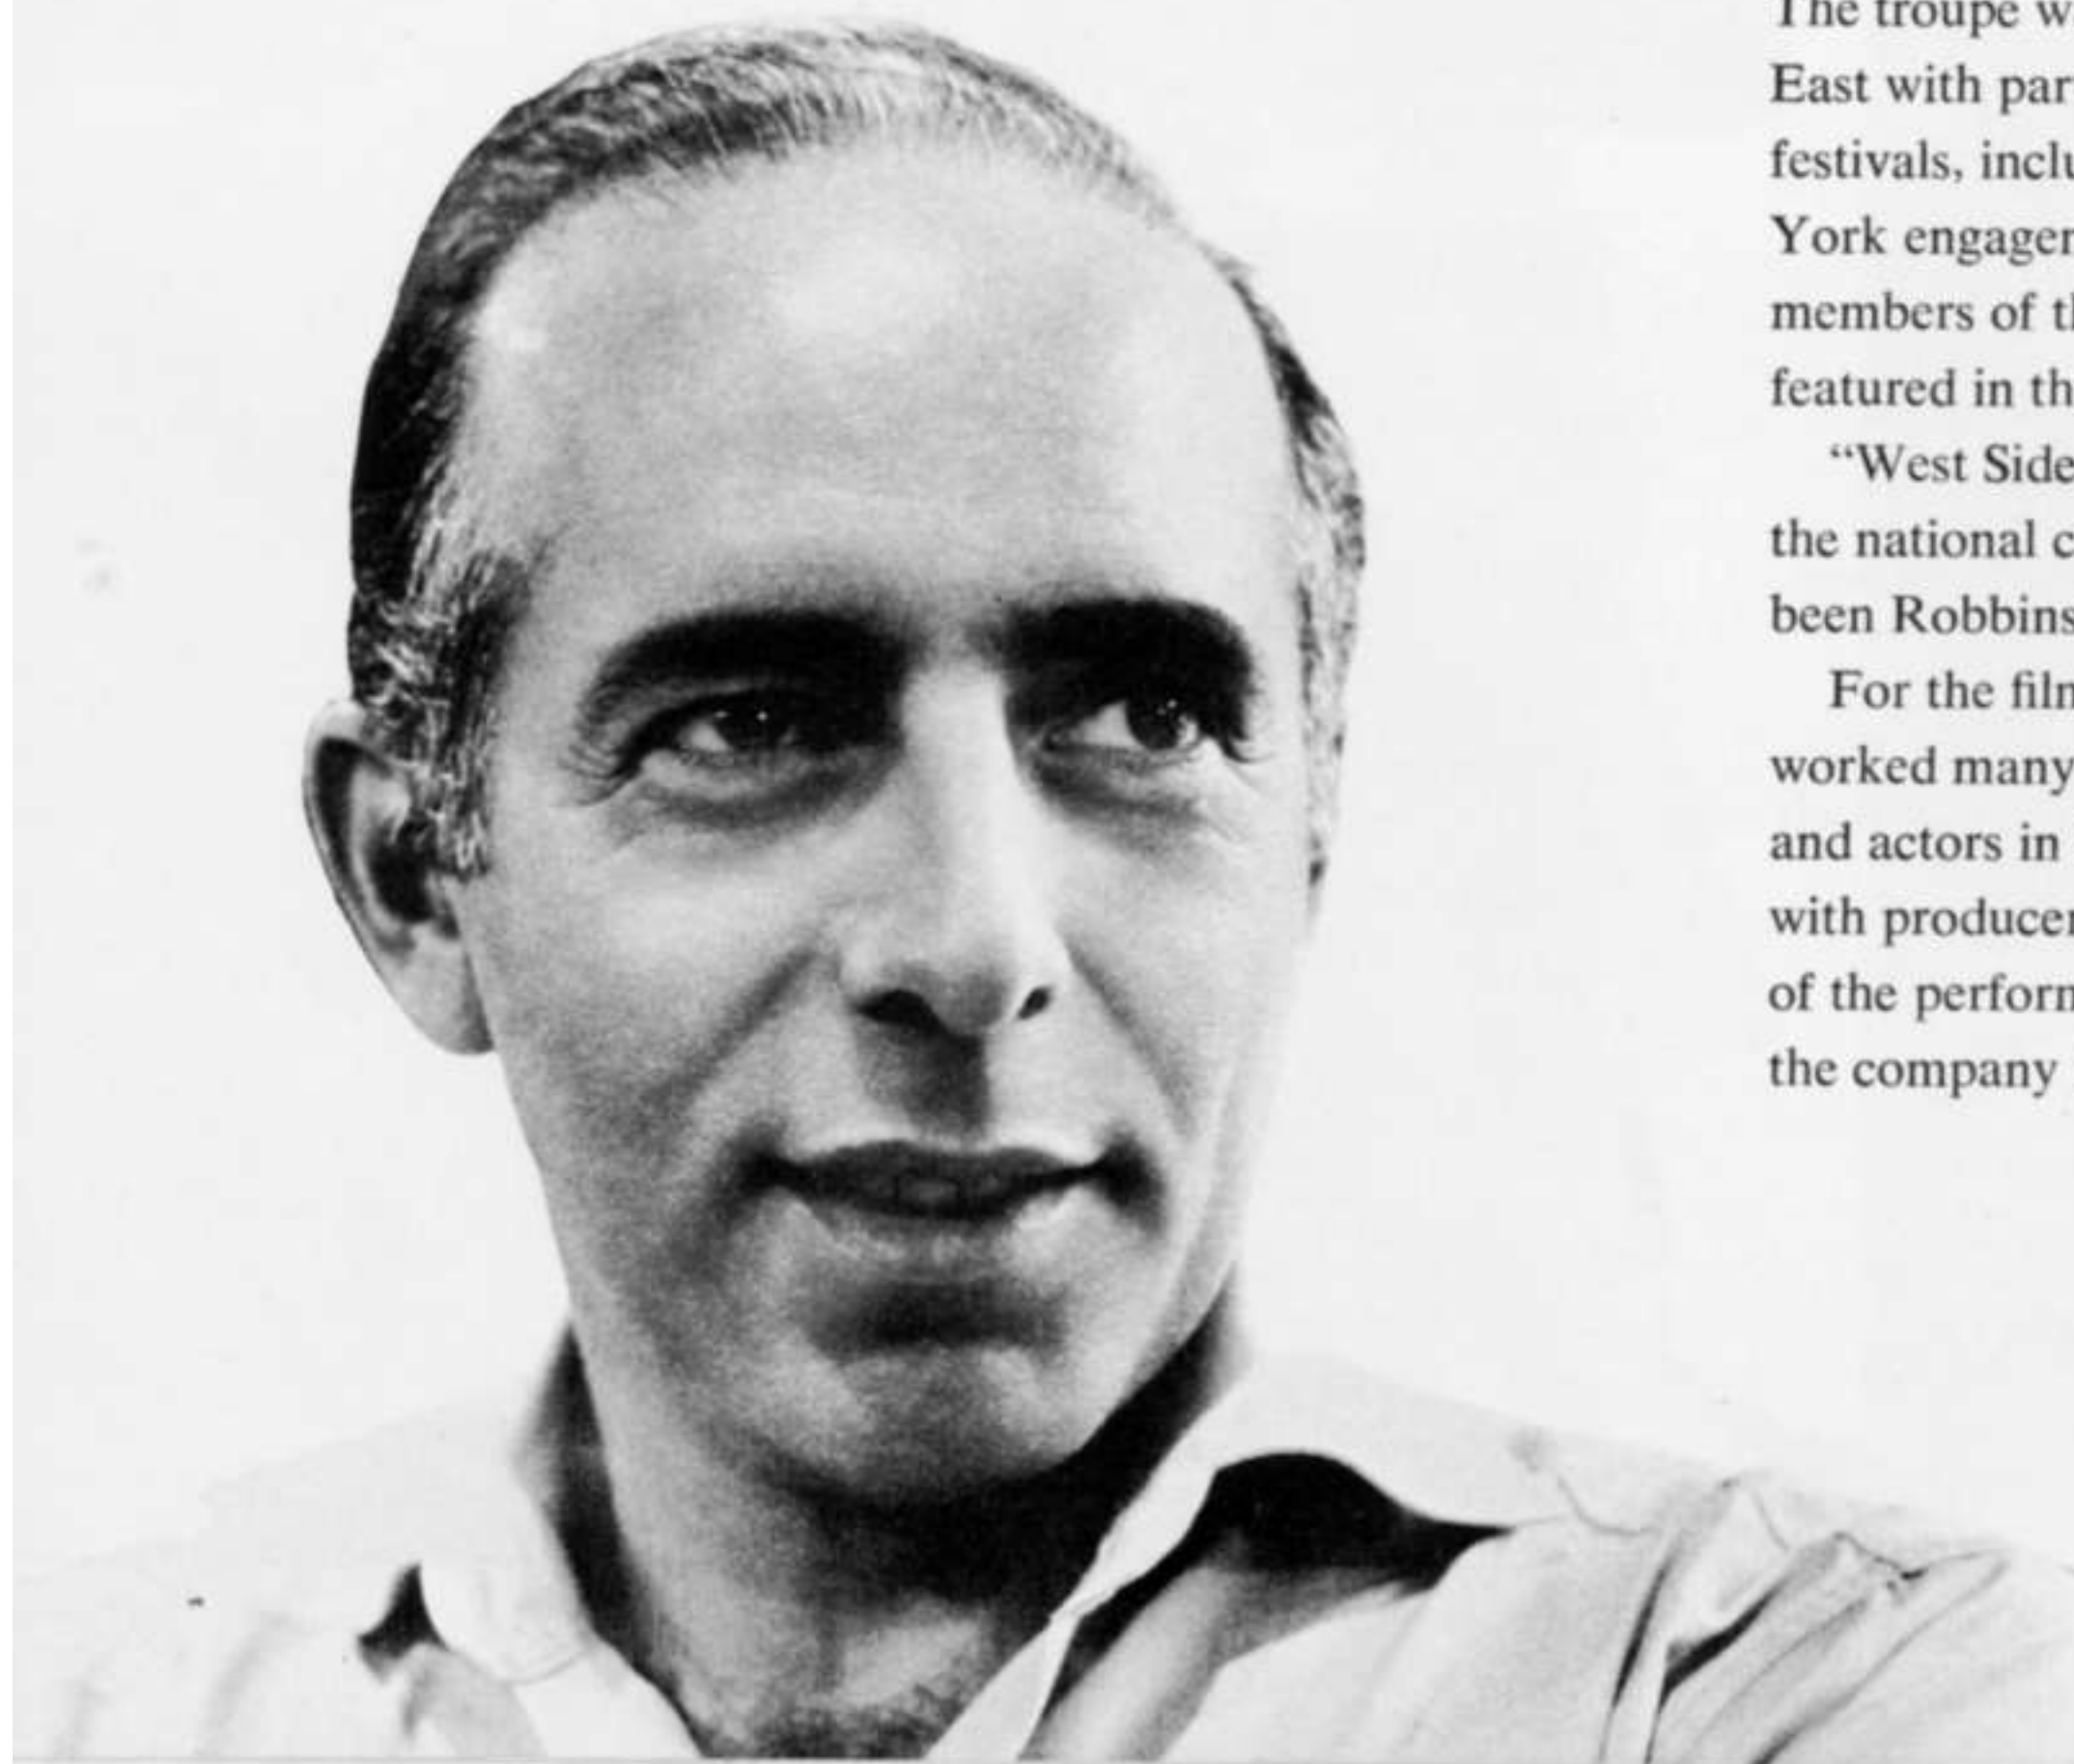 The troupe w
East with par
festivals, inclu
York engager
members of th
featured in th
“West Side
the national c
been Robbins
For the film
worked many
and actors in
with producer
of the perform
the company